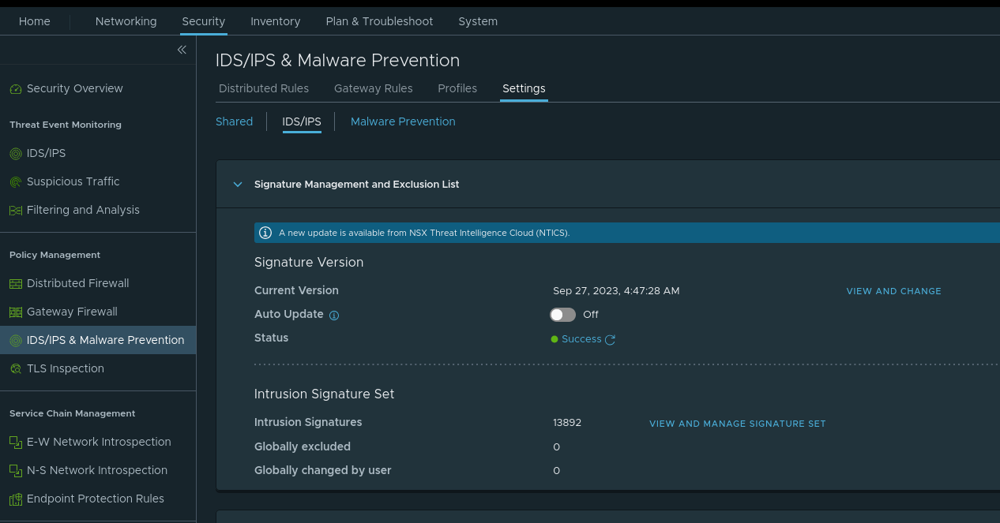 Home Networking Security Inventory Plan & Troubleshoot System
Security Overview
Threat Event Monitoring
IDS/IPS
Suspicious Traffic
Filtering and Analysis
Policy Management
Distributed Firewall
Gateway Firewall
IDS/IPS & Malware Prevention
TLS Inspection
Service Chain Management
E-W Network Introspection
N-S Network Introspection
Endpoint Protection Rules
IDS/IPS & Malware Prevention
Distributed Rules Gateway Rules Profiles Settings
Shared IDS/IPS Malware Prevention
Signature Management and Exclusion List
A new update is available from NSX Threat Intelligence Cloud (NTICS).
Signature Version
Current Version Sep 27, 2023, 4:47:28 AM VIEW AND CHANGE
Auto Update Off
Status Success
Intrusion Signature Set
Intrusion Signatures 13892 VIEW AND MANAGE SIGNATURE SET
Globally excluded 0
Globally changed by user 0